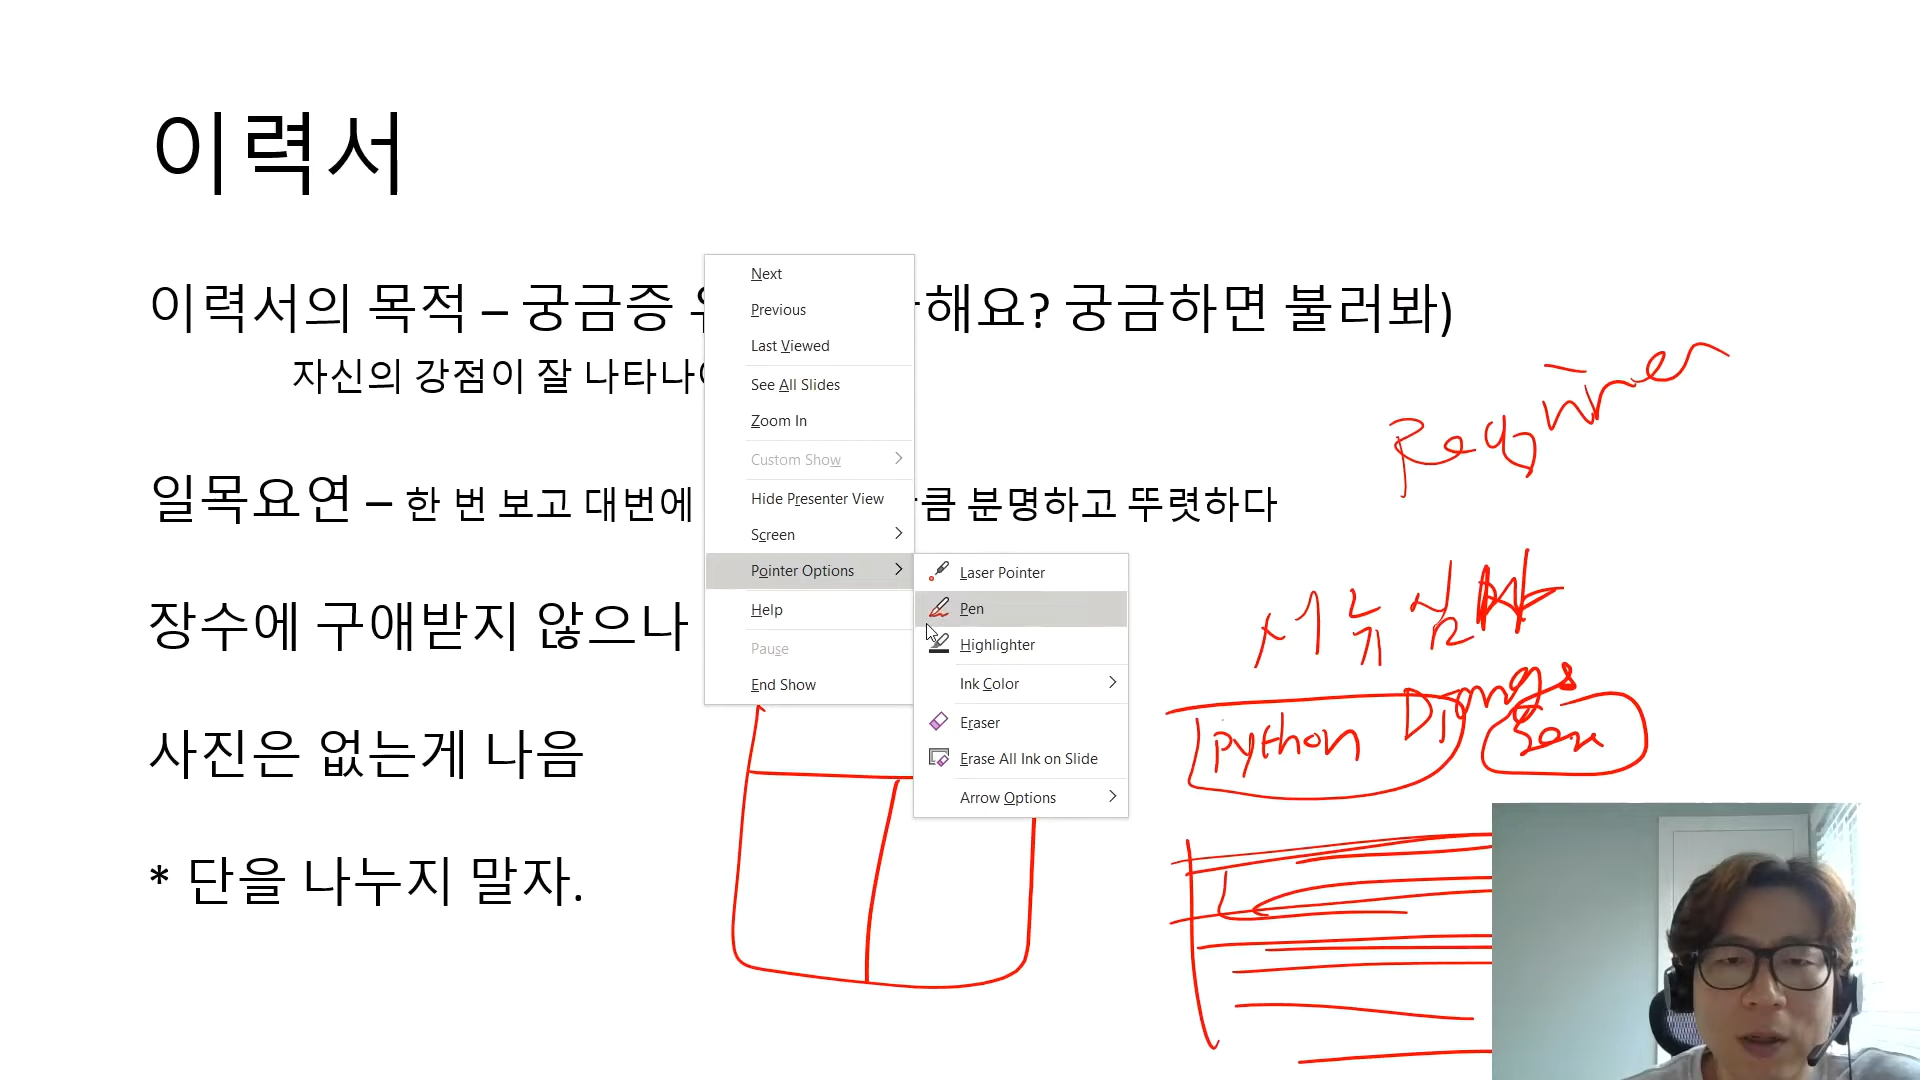 이력서
이력서의 목적 – 궁금증 해요? 궁금하면 불러봐)
자신의 강점이 잘 나타나
일목요연 – 한 번 보고 대번에 큼 분명하고 뚜렷하다
장수에 구애받지 않으나
사진은 없는게 나음
* 단을 나누지 말자.
Next
Previous
Last Viewed
See All Slides
Zoom In
Custom Show
Hide Presenter View
Screen
Pointer Options
Help
Pause
End Show
Laser Pointer
Pen
Highlighter
Ink Color
Eraser
Erase All Ink on Slide
Arrow Options
서류 심사
python